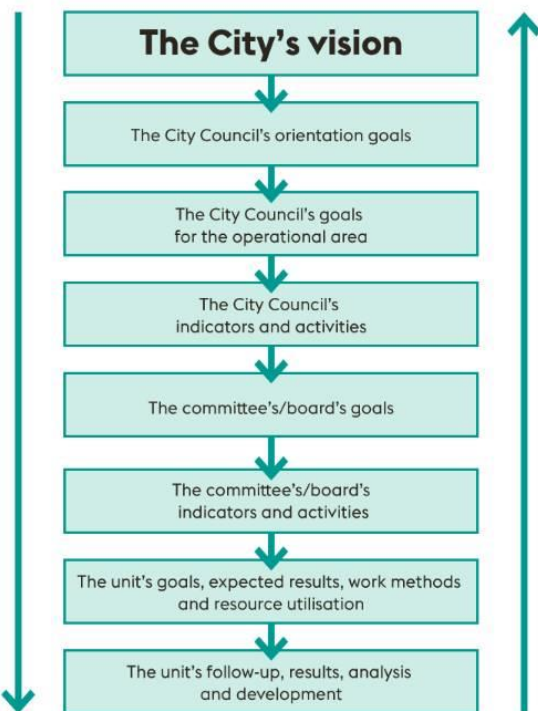 The City's vision
The City Council's orientation goals
The City Council's goals
for the operational area
The City Council's
indicators and activities
The committee's/board's goals
The committee's/board's
indicators and activities
The unit's goals, expected results, work methods
and resource utilisation
The unit's follow-up, results, analysis
and development